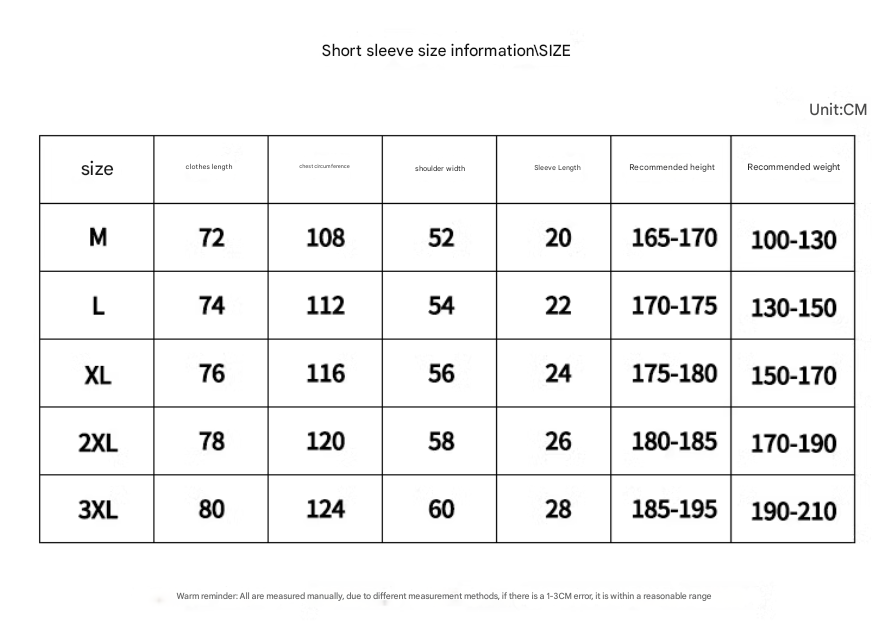 Short sleeve size information\SIZE
Unit:CM
size clothes length chest circumference shoulder width Sleeve Length Recommended height Recommended weight
M 72 108 52 20 165-170 100-130
L 74 112 54 22 170-175 130-150
XL 76 116 56 24 175-180 150-170
2XL 78 120 58 26 180-185 170-190
3XL 80 124 60 28 185-195 190-210
Warm reminder: All are measured manually, due to different measurement methods, if there is a 1-3CM error, it is within a reasonable range